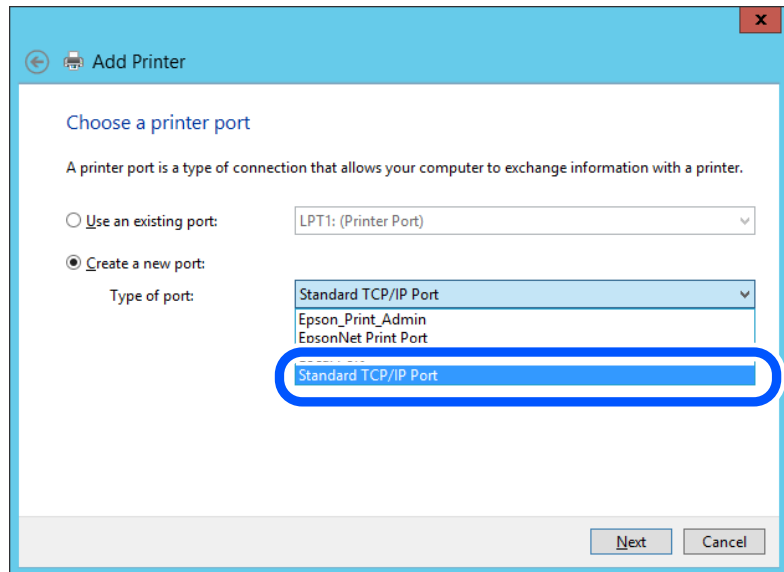 x
Add Printer
Choose a printer port
A printer port is a type of connection that allows your computer to exchange information with a printer.
Use an existing port: LPT1: (Printer Port)
Create a new port:
Type of port: Standard TCP/IP Port
Epson_Print_Admin
EpsonNet Print Port
Standard TCP/IP Port
Next Cancel